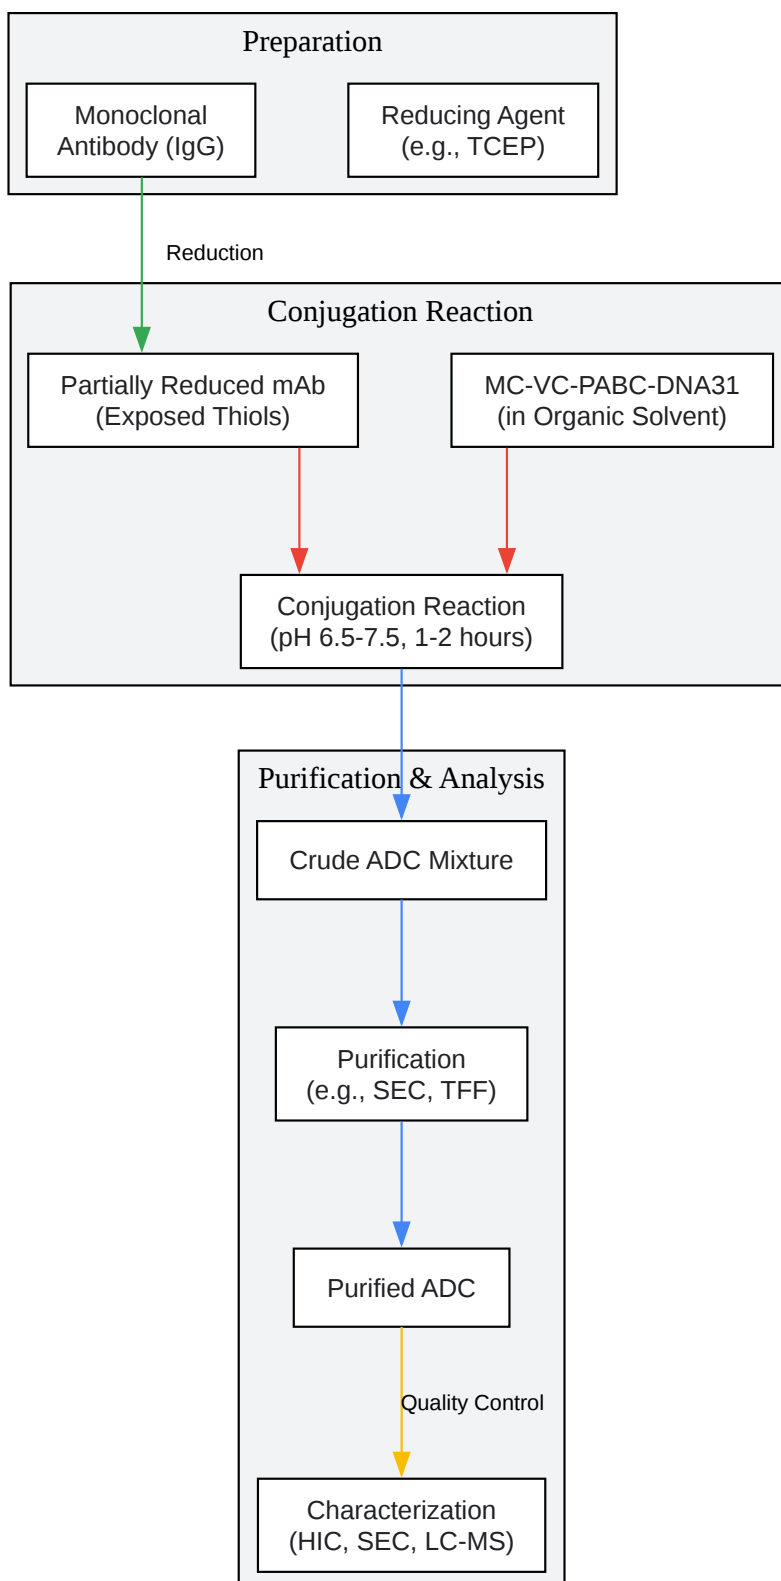 Preparation
Monoclonal
Antibody (IgG)
Reducing Agent
(e.g., TCEP)
Reduction
Conjugation Reaction
Partially Reduced mAb
(Exposed Thiols)
MC-VC-PABC-DNA31
(in Organic Solvent)
Conjugation Reaction
(pH 6.5-7.5, 1-2 hours)
Purification & Analysis
Crude ADC Mixture
Purification
(e.g., SEC, TFF)
Purified ADC
Quality Control
Characterization
(HIC, SEC, LC-MS)